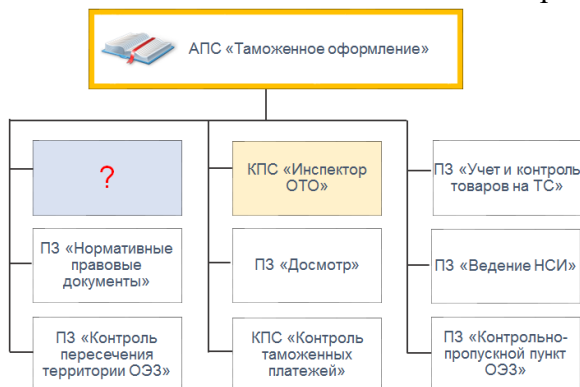 АПС «Таможенное оформление»
?
КПС «Инспектор
ОТО»
ПЗ «Учет и контроль
товаров на ТС»
ПЗ «Нормативные
правовые
документы»
ПЗ «Досмотр»
ПЗ «Ведение НСИ»
ПЗ «Контроль
пересечения
территории ОЭЗ»
КПС «Контроль
таможенных
платежей»
ПЗ «Контрольно-
пропускной пункт
ОЭЗ»